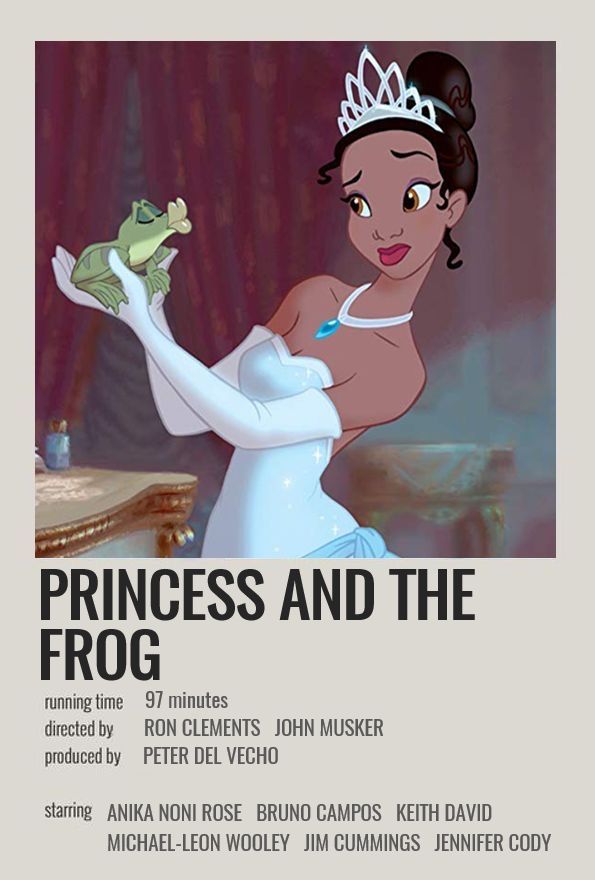 PRINCESS AND THE
FROG
running time 97 minutes
directed by RON CLEMENTS JOHN MUSKER
produced by PETER DEL VECHO
starring ANIKA NONI ROSE BRUNO CAMPOS KEITH DAVID
MICHAEL-LEON WOOLEY JIM CUMMINGS JENNIFER CODY